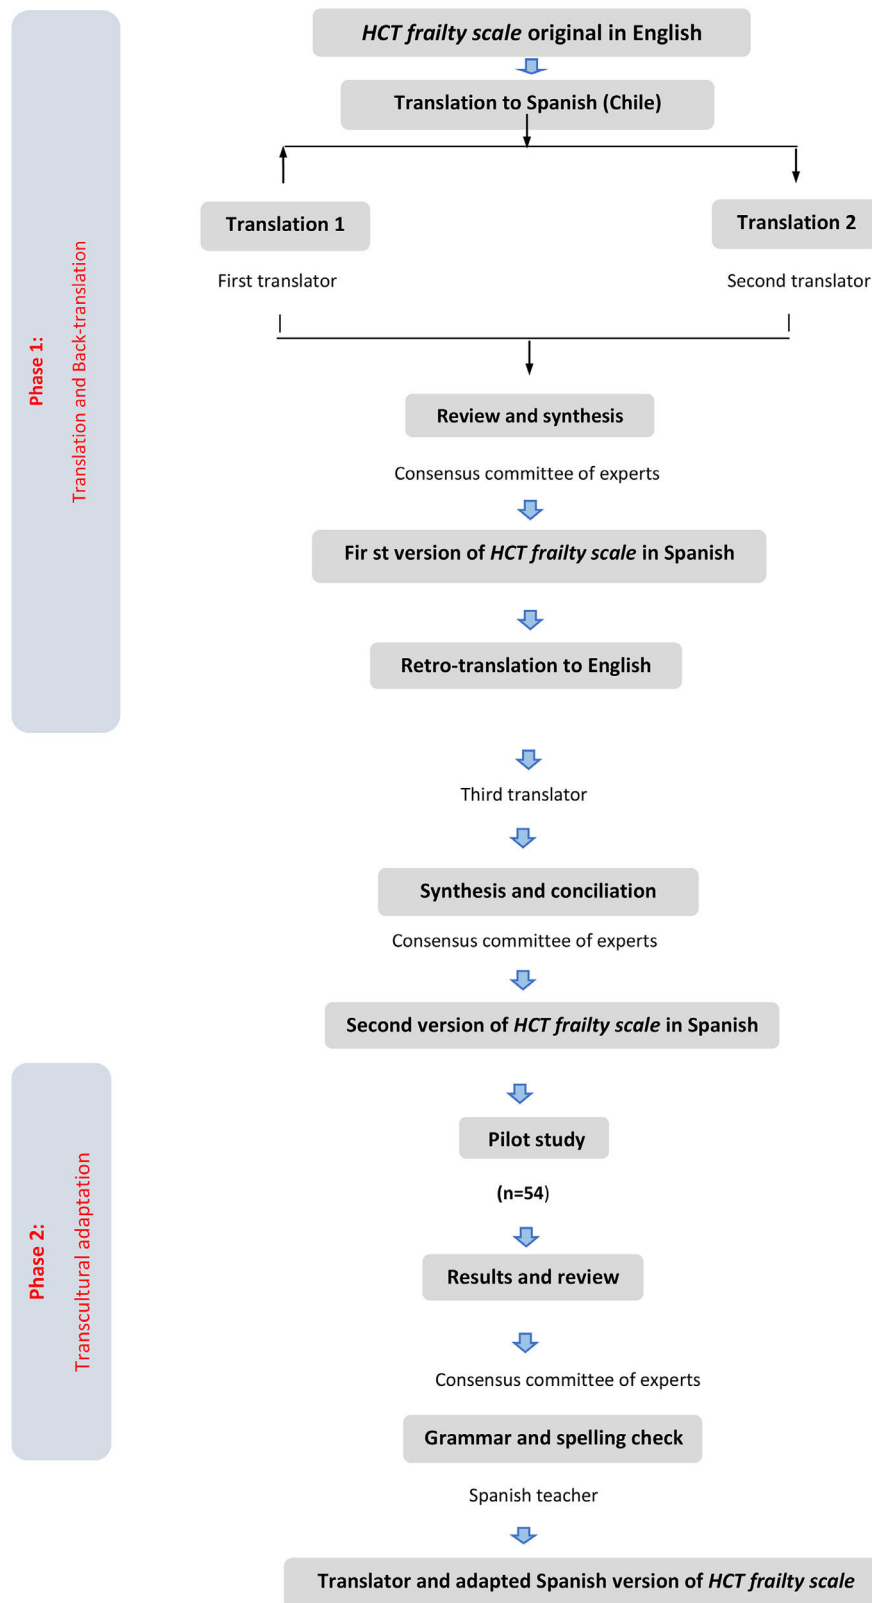 HCT frailty scale original in English
Translation to Spanish (Chile)
Translation 1
Translation 2
First translator
Second translator
Review and synthesis
Consensus committee of experts
Fir st version of HCT frailty scale in Spanish
Retro-translation to English
Phase 1:
Translation and Back-translation
Third translator
Synthesis and conciliation
Consensus committee of experts
Second version of HCT frailty scale in Spanish
Pilot study
(n=54)
Results and review
Consensus committee of experts
Grammar and spelling check
Spanish teacher
Translator and adapted Spanish version of HCT frailty scale
Phase 2:
Transcultural adaptation